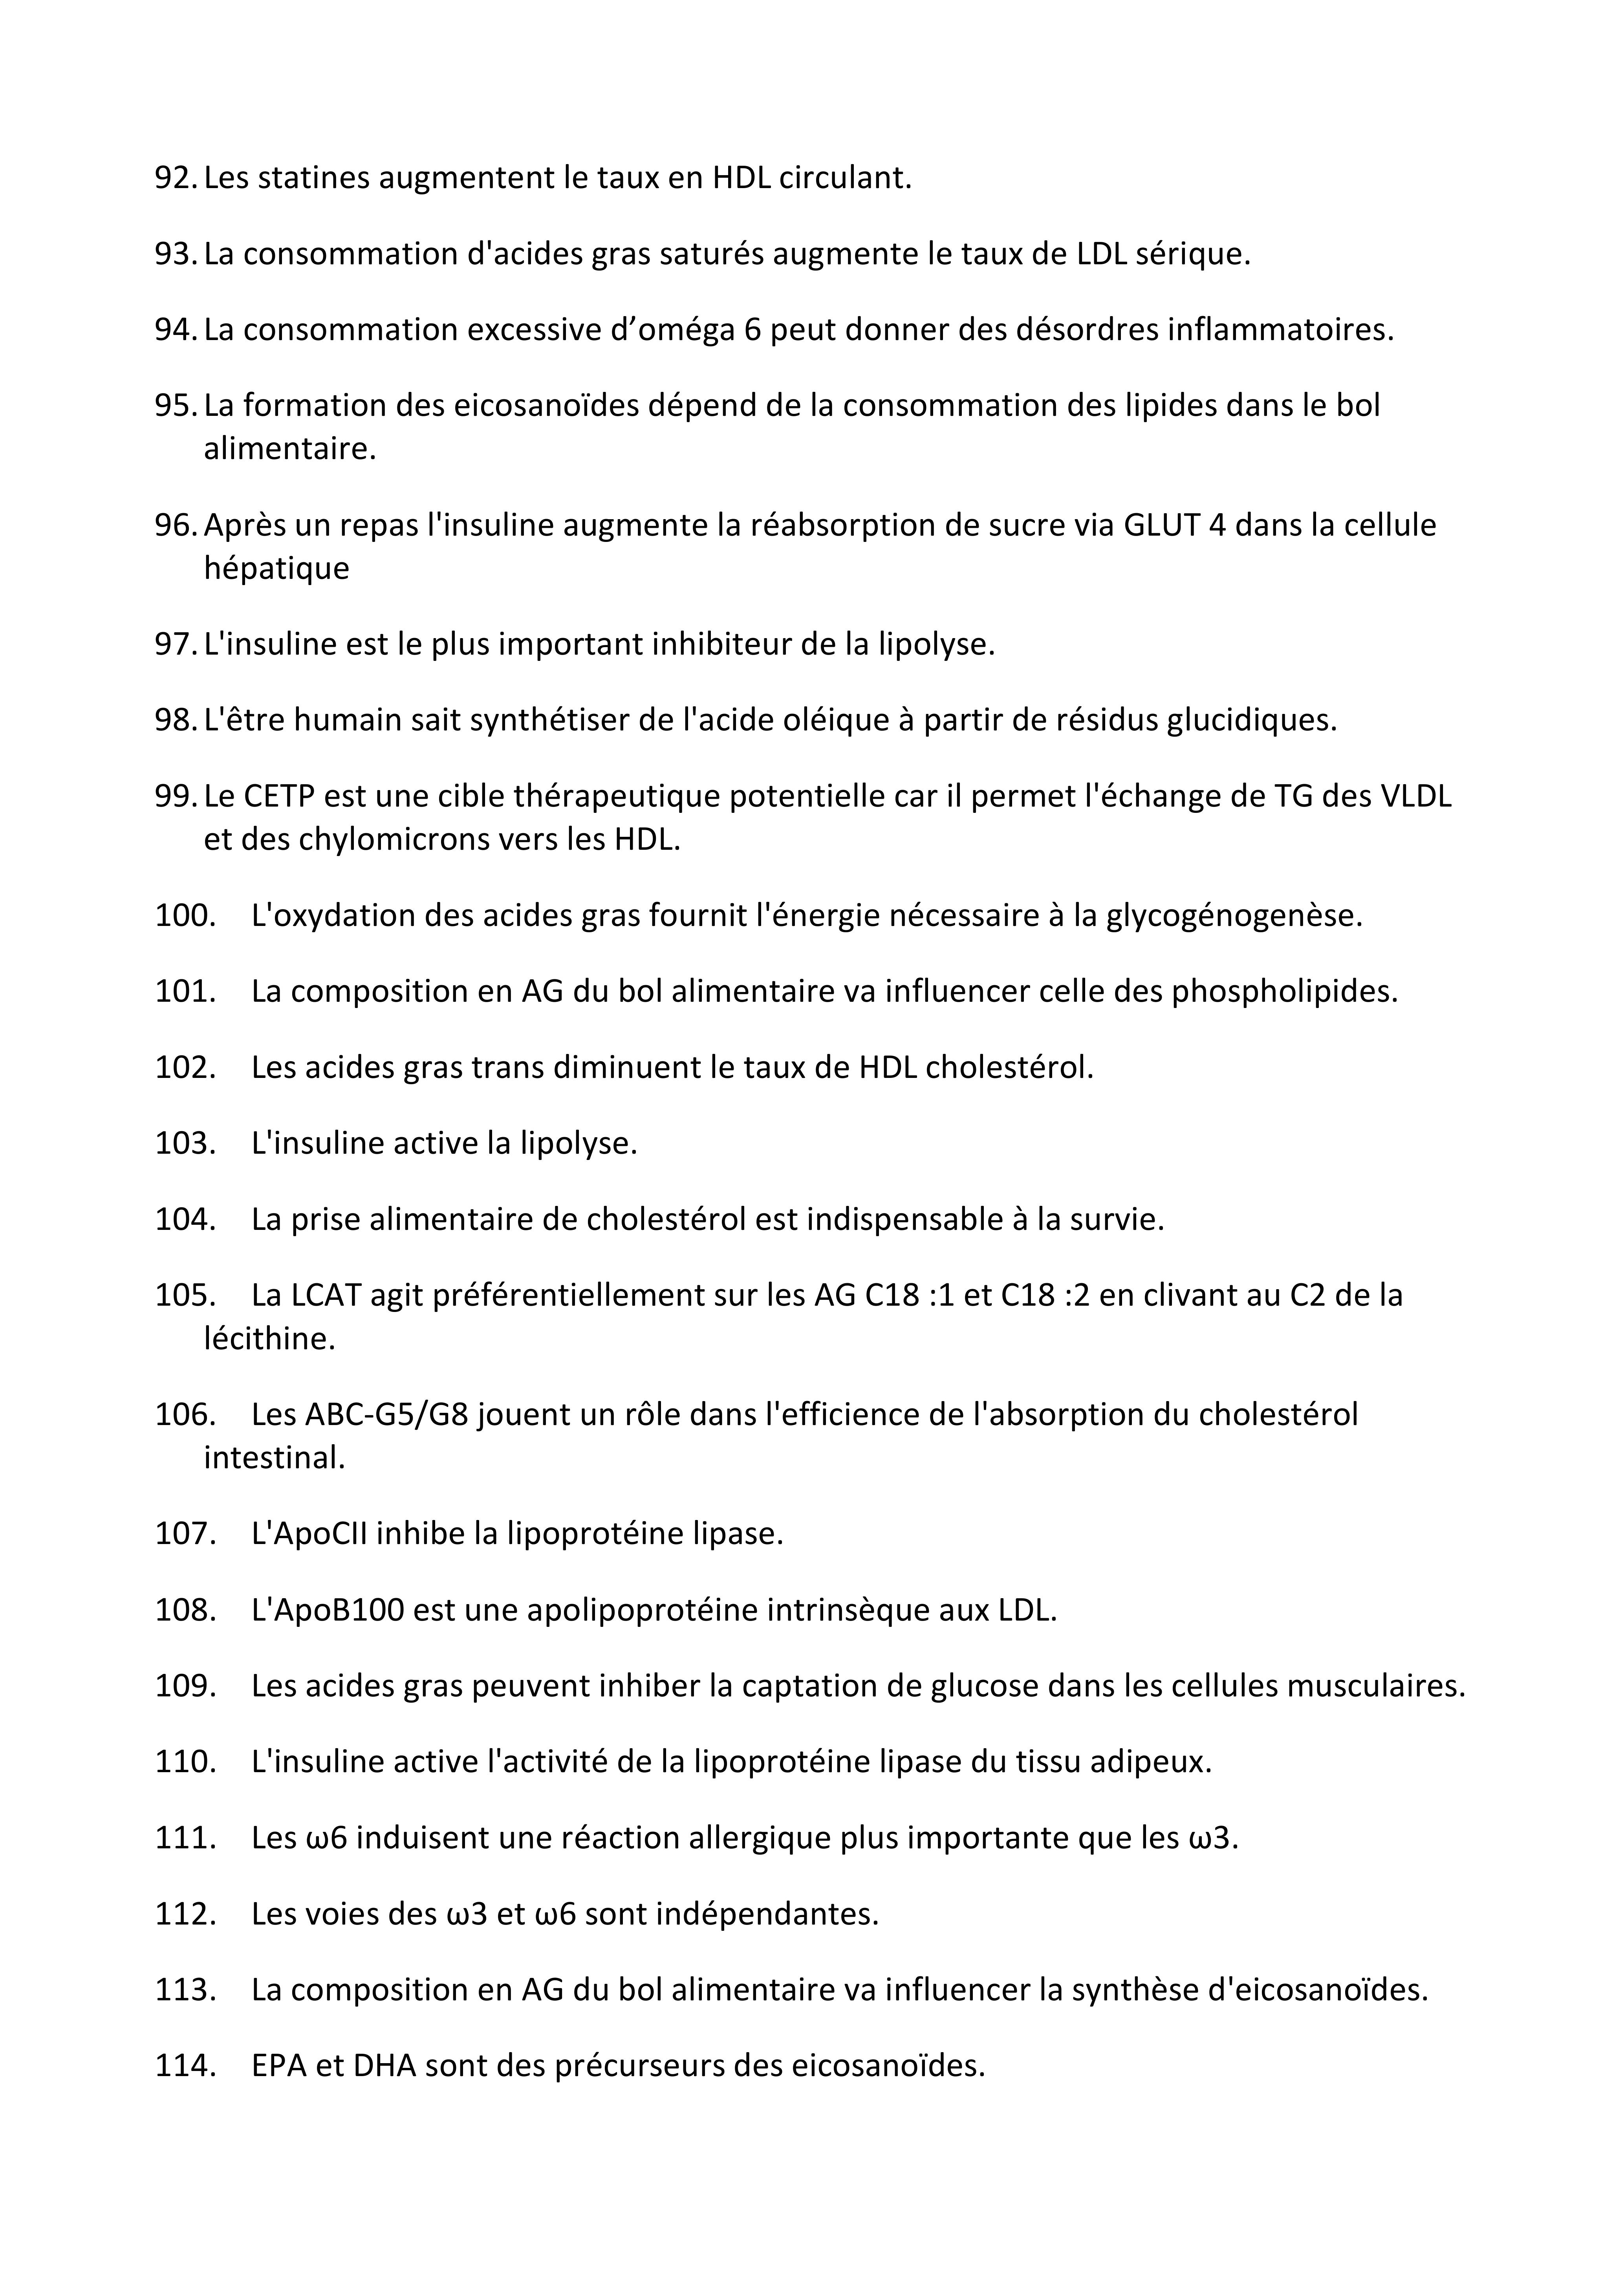 92. Les statines augmentent le taux en HDL circulant.
93. La consommation d'acides gras saturés augmente le taux de LDL sérique.
94. La consommation excessive d’oméga 6 peut donner des désordres inflammatoires.
95. La formation des eicosanoïdes dépend de la consommation des lipides dans le bol
alimentaire.
96. Après un repas l'insuline augmente la réabsorption de sucre via GLUT 4 dans la cellule
hépatique
97. L'insuline est le plus important inhibiteur de la lipolyse.
98. L'être humain sait synthétiser de l'acide oléique à partir de résidus glucidiques.
99. Le CETP est une cible thérapeutique potentielle car il permet l'échange de TG des VLDL
et des chylomicrons vers les HDL.
100. L'oxydation des acides gras fournit l'énergie nécessaire à la glycogénogenèse.
101. La composition en AG du bol alimentaire va influencer celle des phospholipides.
102. Les acides gras trans diminuent le taux de HDL cholestérol.
103. L'insuline active la lipolyse.
104. La prise alimentaire de cholestérol est indispensable à la survie.
105. La LCAT agit préférentiellement sur les AG C18 :1 et C18 :2 en clivant au C2 de la
lécithine.
106. Les ABC-G5/G8 jouent un rôle dans l'efficience de l'absorption du cholestérol
intestinal.
107. L'ApoCII inhibe la lipoprotéine lipase.
108. L'ApoB100 est une apolipoprotéine intrinsèque aux LDL.
109. Les acides gras peuvent inhiber la captation de glucose dans les cellules musculaires.
110. L'insuline active l'activité de la lipoprotéine lipase du tissu adipeux.
111. Les ω6 induisent une réaction allergique plus importante que les ω3.
112. Les voies des ω3 et ω6 sont indépendantes.
113. La composition en AG du bol alimentaire va influencer la synthèse d'eicosanoïdes.
114. EPA et DHA sont des précurseurs des eicosanoïdes.